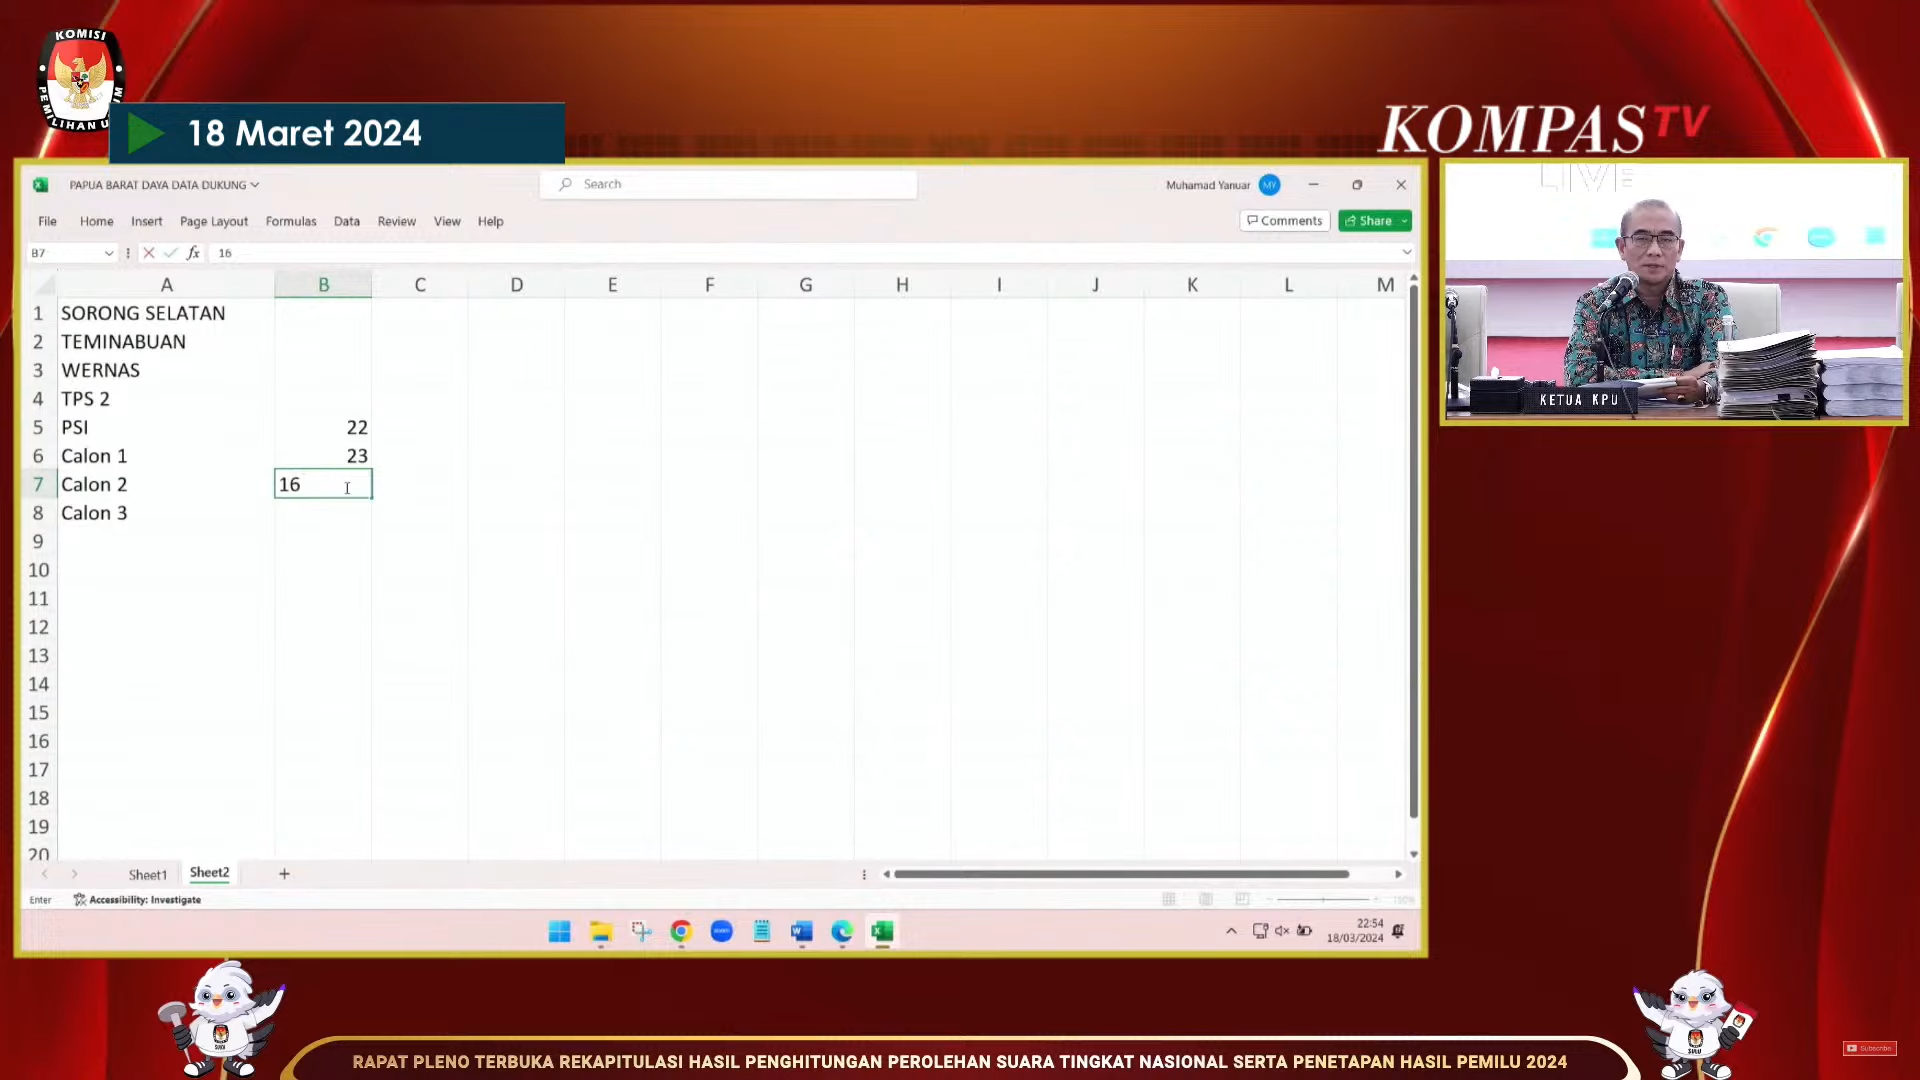 KOMISI
PEMILIHAN UMUM
18 Maret 2024
KOMPAS TV
LIVE
PAPUA BARAT DAYA DATA DUKUNG
Search
Muhamad Yanuar
MY
File Home Insert Page Layout Formulas Data Review View Help
Comments
Share
B7
fx
16
A B C D E F G H I J K L M
1 SORONG SELATAN
2 TEMINABUAN
3 WERNAS
4 TPS 2
5 PSI 22
6 Calon 1 23
7 Calon 2 16
8 Calon 3
9
10
11
12
13
14
15
16
17
18
19
20
Sheet1 Sheet2 +
Enter
Accessibility: Investigate
22:54
18/03/2024
KETUA KPU
RAPAT PLENO TERBUKA REKAPITULASI HASIL PENGHITUNGAN PEROLEHAN SUARA TINGKAT NASIONAL SERTA PENETAPAN HASIL PEMILU 2024
Subscribe